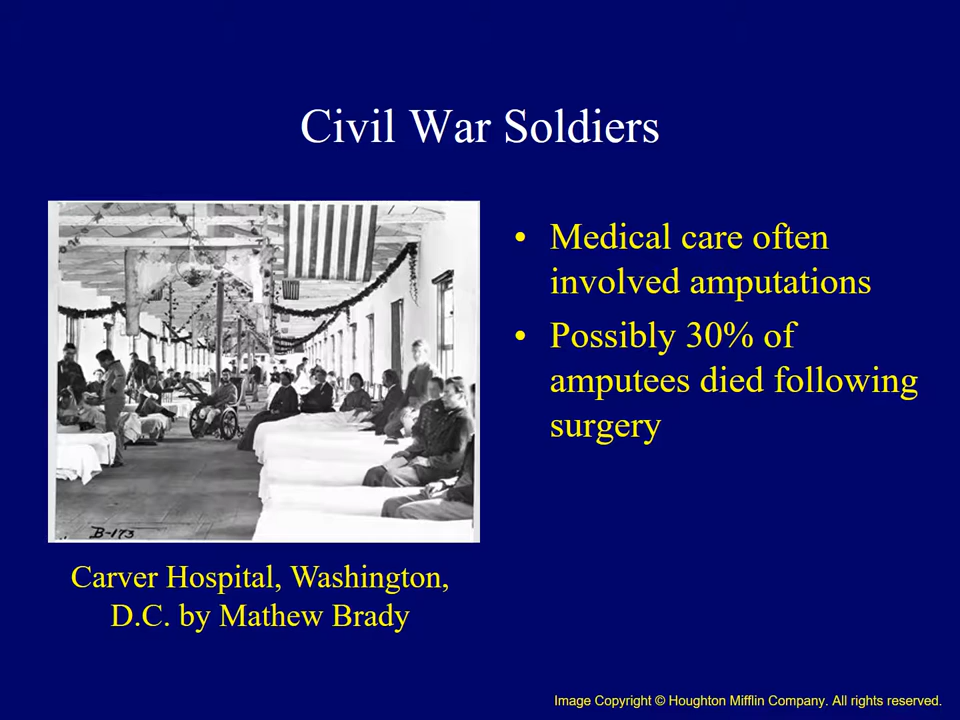 Civil War Soldiers
• Medical care often
involved amputations
• Possibly 30% of
amputees died following
surgery
B-173
Carver Hospital, Washington,
D.C. by Mathew Brady
Image Copyright © Houghton Mifflin Company. All rights reserved.